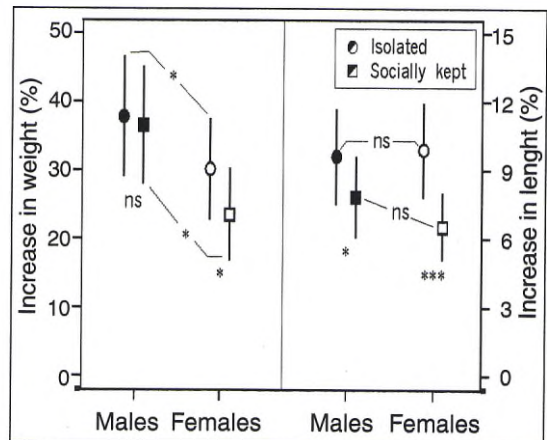 Increase in weight (%)
50
40
30
20
10
0
Isolated
Socially kept
*
ns
*
*
ns
ns
*
***
15
12
9
6
3
0
Increase in lenght (%)
Males Females Males Females